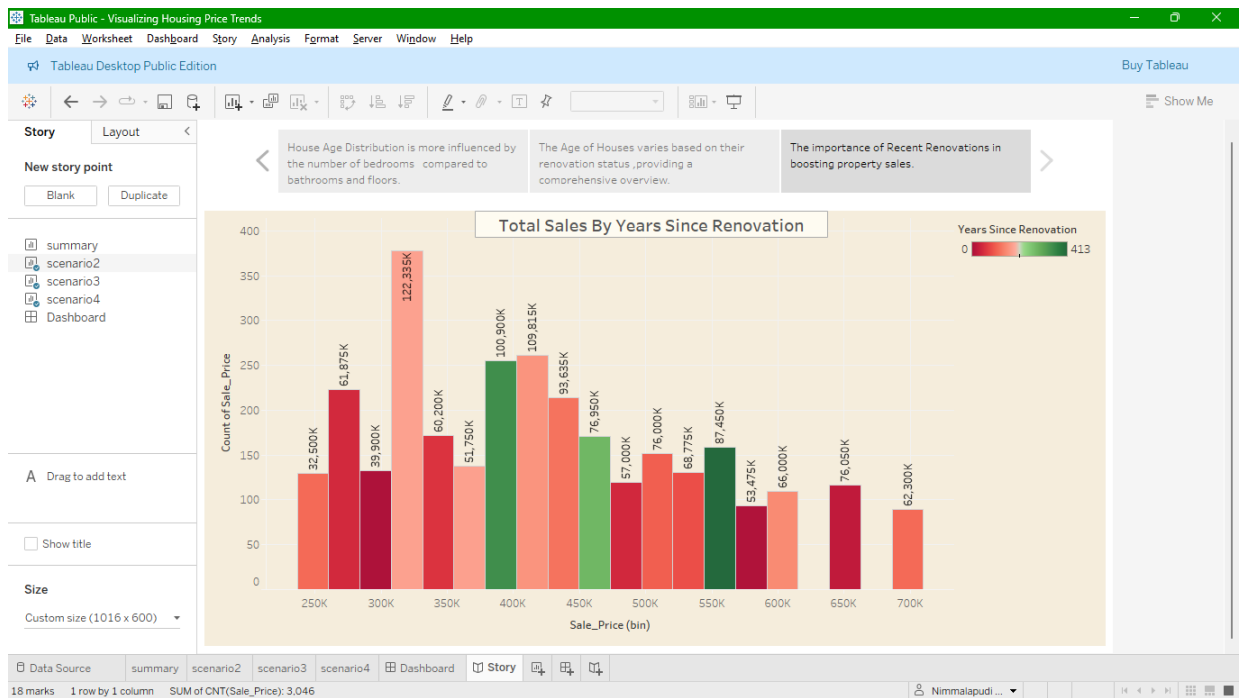 Tableau Public - Visualizing Housing Price Trends
File Data Worksheet Dashboard Story Analysis Format Server Window Help
Tableau Desktop Public Edition
Buy Tableau
Show Me
Story Layout
New story point
Blank Duplicate
summary
scenario2
scenario3
scenario4
Dashboard
A Drag to add text
Show title
Size
Custom size (1016 x 600)
House Age Distribution is more influenced by
the number of bedrooms compared to
bathrooms and floors.
The Age of Houses varies based on their
renovation status ,providing a
comprehensive overview.
The importance of Recent Renovations in
boosting property sales.
Total Sales By Years Since Renovation
Years Since Renovation
0 413
Count of Sale_Price
400
350
300
250
200
150
100
50
0
32,500K
61,875K
39,900K
122,335K
60,200K
51,750K
100,900K
109,815K
93,635K
76,950K
57,000K
76,000K
68,775K
87,450K
53,475K
66,000K
76,050K
62,300K
250K 300K 350K 400K 450K 500K 550K 600K 650K 700K
Sale_Price (bin)
Data Source summary scenario2 scenario3 scenario4 Dashboard Story
18 marks 1 row by 1 column SUM of CNT(Sale_Price): 3,046
Nimmalapudi ...